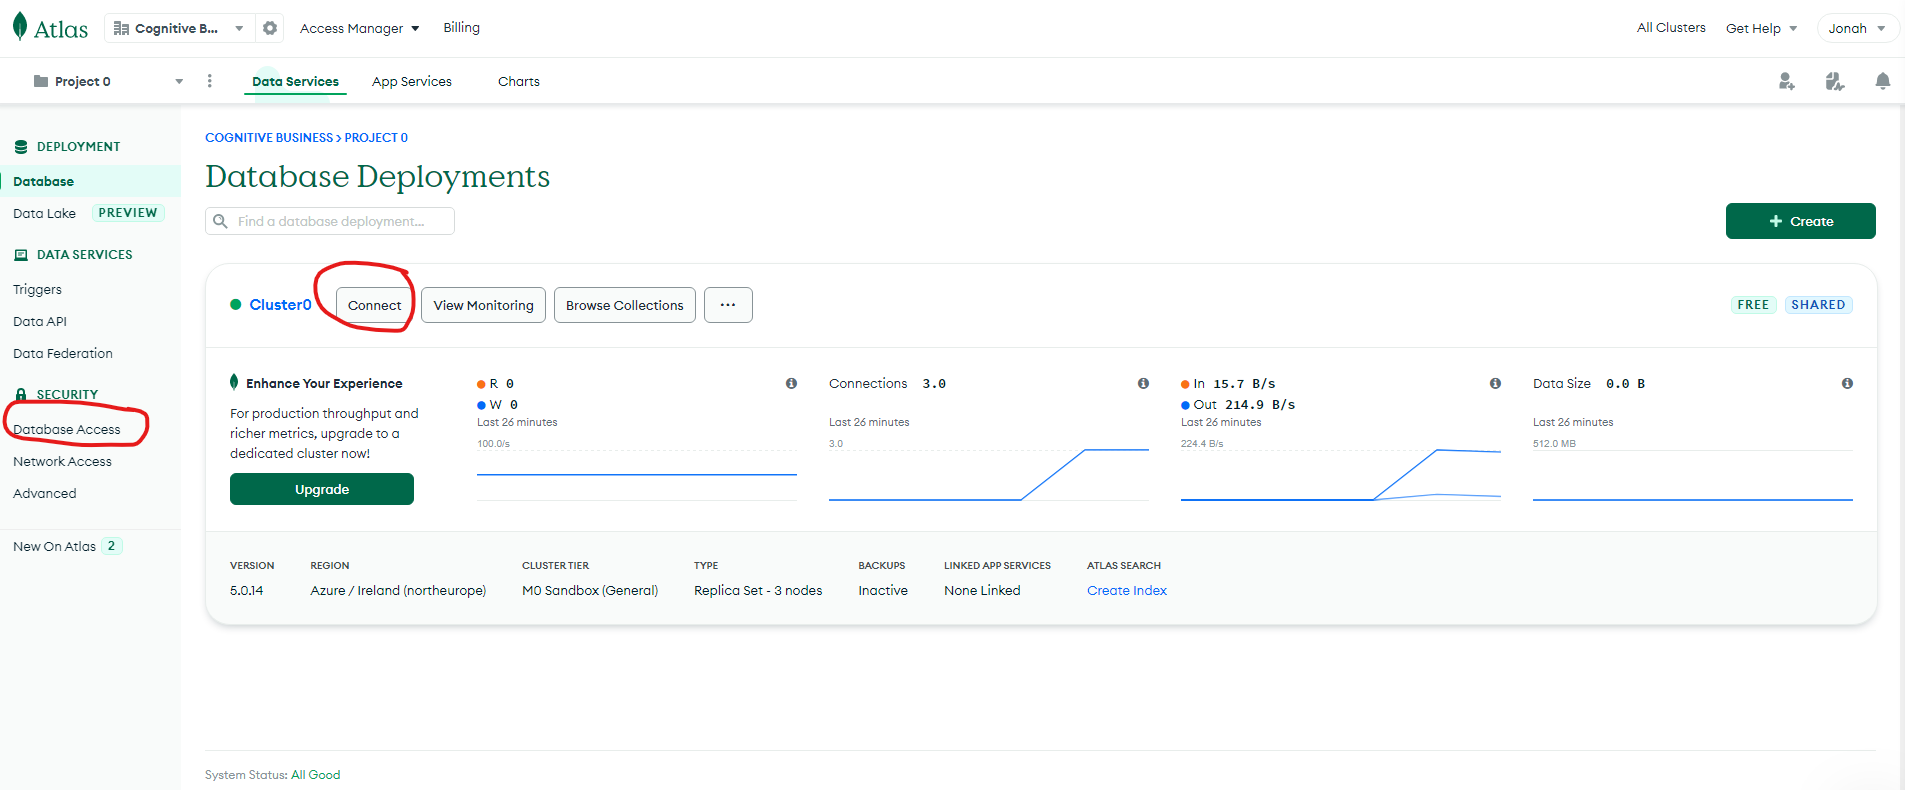 Atlas
Cognitive B...
Access Manager
Billing
All Clusters
Get Help
Jonah
Project 0
Data Services
App Services
Charts
DEPLOYMENT
Database
Data Lake PREVIEW
DATA SERVICES
Triggers
Data API
Data Federation
SECURITY
Database Access
Network Access
Advanced
New On Atlas 2
COGNITIVE BUSINESS > PROJECT 0
Database Deployments
Find a database deployment...
+ Create
Cluster0
Connect
View Monitoring
Browse Collections
...
FREE
SHARED
Enhance Your Experience
For production throughput and
richer metrics, upgrade to a
dedicated cluster now!
Upgrade
R 0
W 0
Last 26 minutes
100.0/s
Connections 3.0
Last 26 minutes
3.0
In 15.7 B/s
Out 214.9 B/s
Last 26 minutes
224.4 B/s
Data Size 0.0 B
Last 26 minutes
512.0 MB
VERSION
5.0.14
REGION
Azure / Ireland (northeurope)
CLUSTER TIER
M0 Sandbox (General)
TYPE
Replica Set - 3 nodes
BACKUPS
Inactive
LINKED APP SERVICES
None Linked
ATLAS SEARCH
Create Index
System Status: All Good